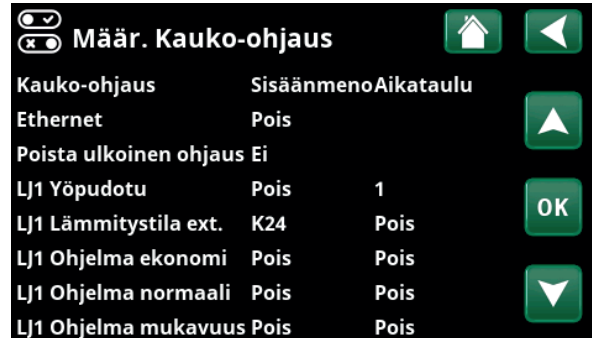 Määr. Kauko-ohjaus
Kauko-ohjaus SisäänmenoAikataulu
Ethernet Pois
Poista ulkoinen ohjaus Ei
LJ1 Yöpudotu Pois 1
OK
LJ1 Lämmitystila ext. K24 Pois
LJ1 Ohjelma ekonomi Pois Pois
LJ1 Ohjelma normaali Pois Pois
LJ1 Ohjelma mukavuus Pois Pois